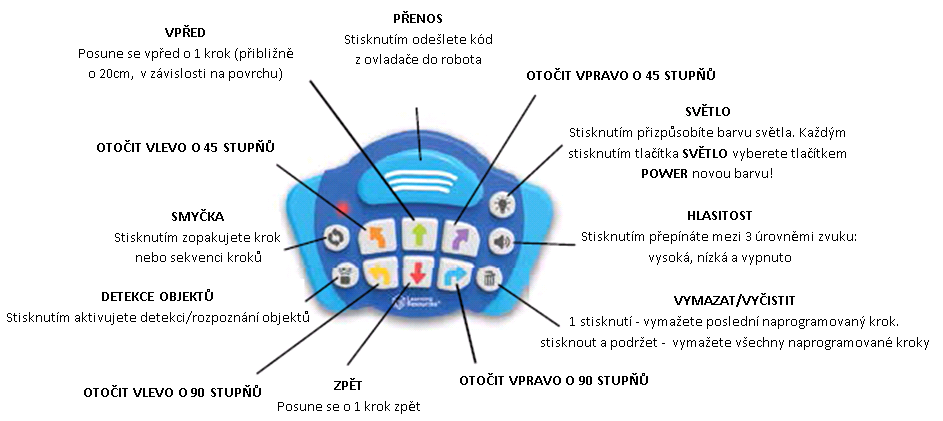 PŘENOS
Stisknutím odešlete kód
z ovladače do robota
VPŘED
Posune se vpřed o 1 krok (přibližně
o 20cm, v závislosti na povrchu)
OTOČIT VPRAVO O 45 STUPŇŮ
SVĚTLO
Stisknutím přizpůsobíte barvu světla. Každým
stisknutím tlačítka SVĚTLO vyberete tlačítkem
POWER novou barvu!
OTOČIT VLEVO O 45 STUPŇŮ
SMYČKA
Stisknutím zopakujete krok
nebo sekvenci kroků
HLASITOST
Stisknutím přepínáte mezi 3 úrovněmi zvuku:
vysoká, nízká a vypnuto
DETEKCE OBJEKTŮ
Stisknutím aktivujete detekci/rozpoznání objektů
Learning
Resources
VYMAZAT/VYČISTIT
1 stisknutí - vymažete poslední naprogramovaný krok.
stisknout a podržet - vymažete všechny naprogramované kroky
OTOČIT VLEVO O 90 STUPŇŮ
ZPĚT
Posune se o 1 krok zpět
OTOČIT VPRAVO O 90 STUPŇŮ